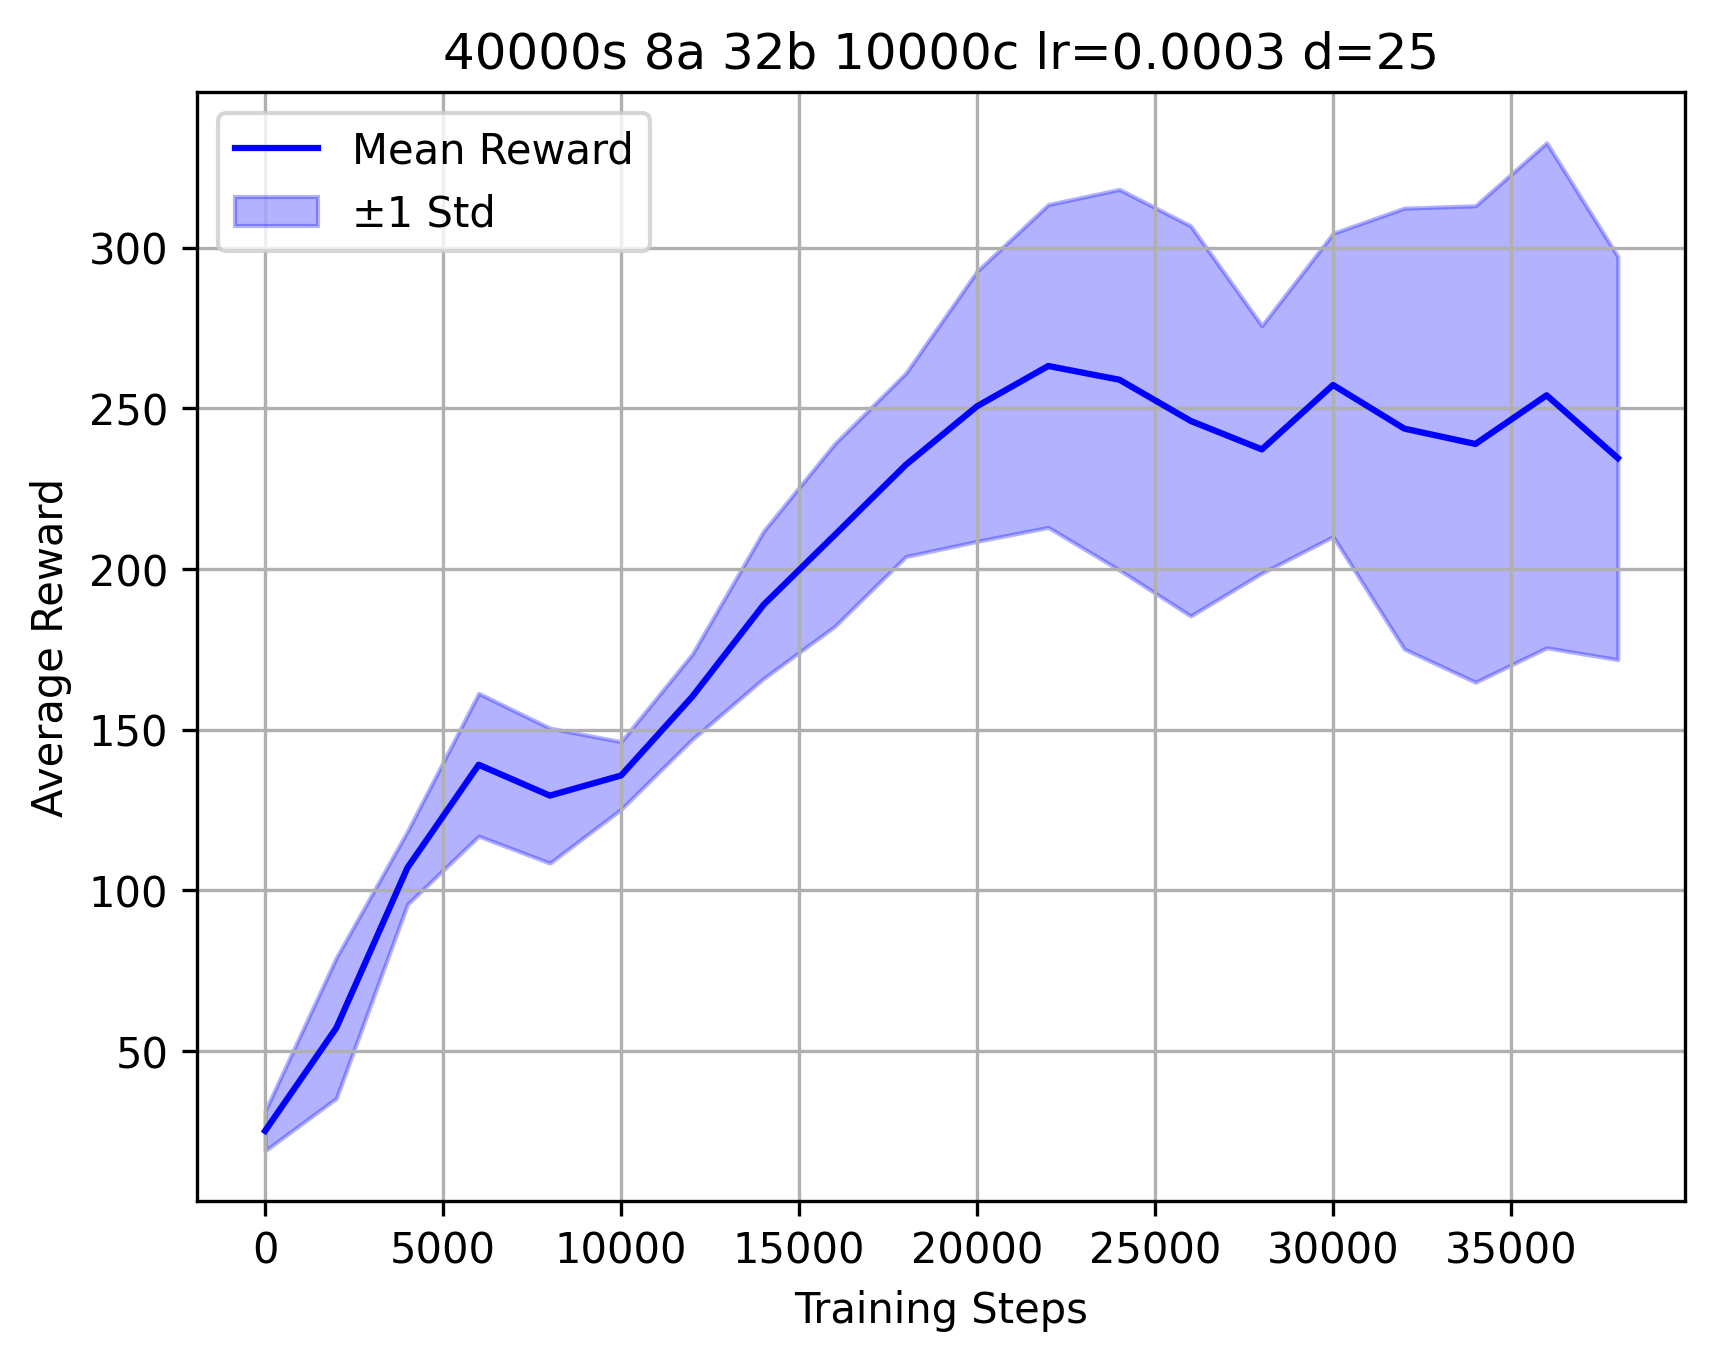 40000s 8a 32b 10000c lr=0.0003 d=25
Mean Reward
±1 Std
300
250
200
150
100
50
Average Reward
0 5000 10000 15000 20000 25000 30000 35000
Training Steps